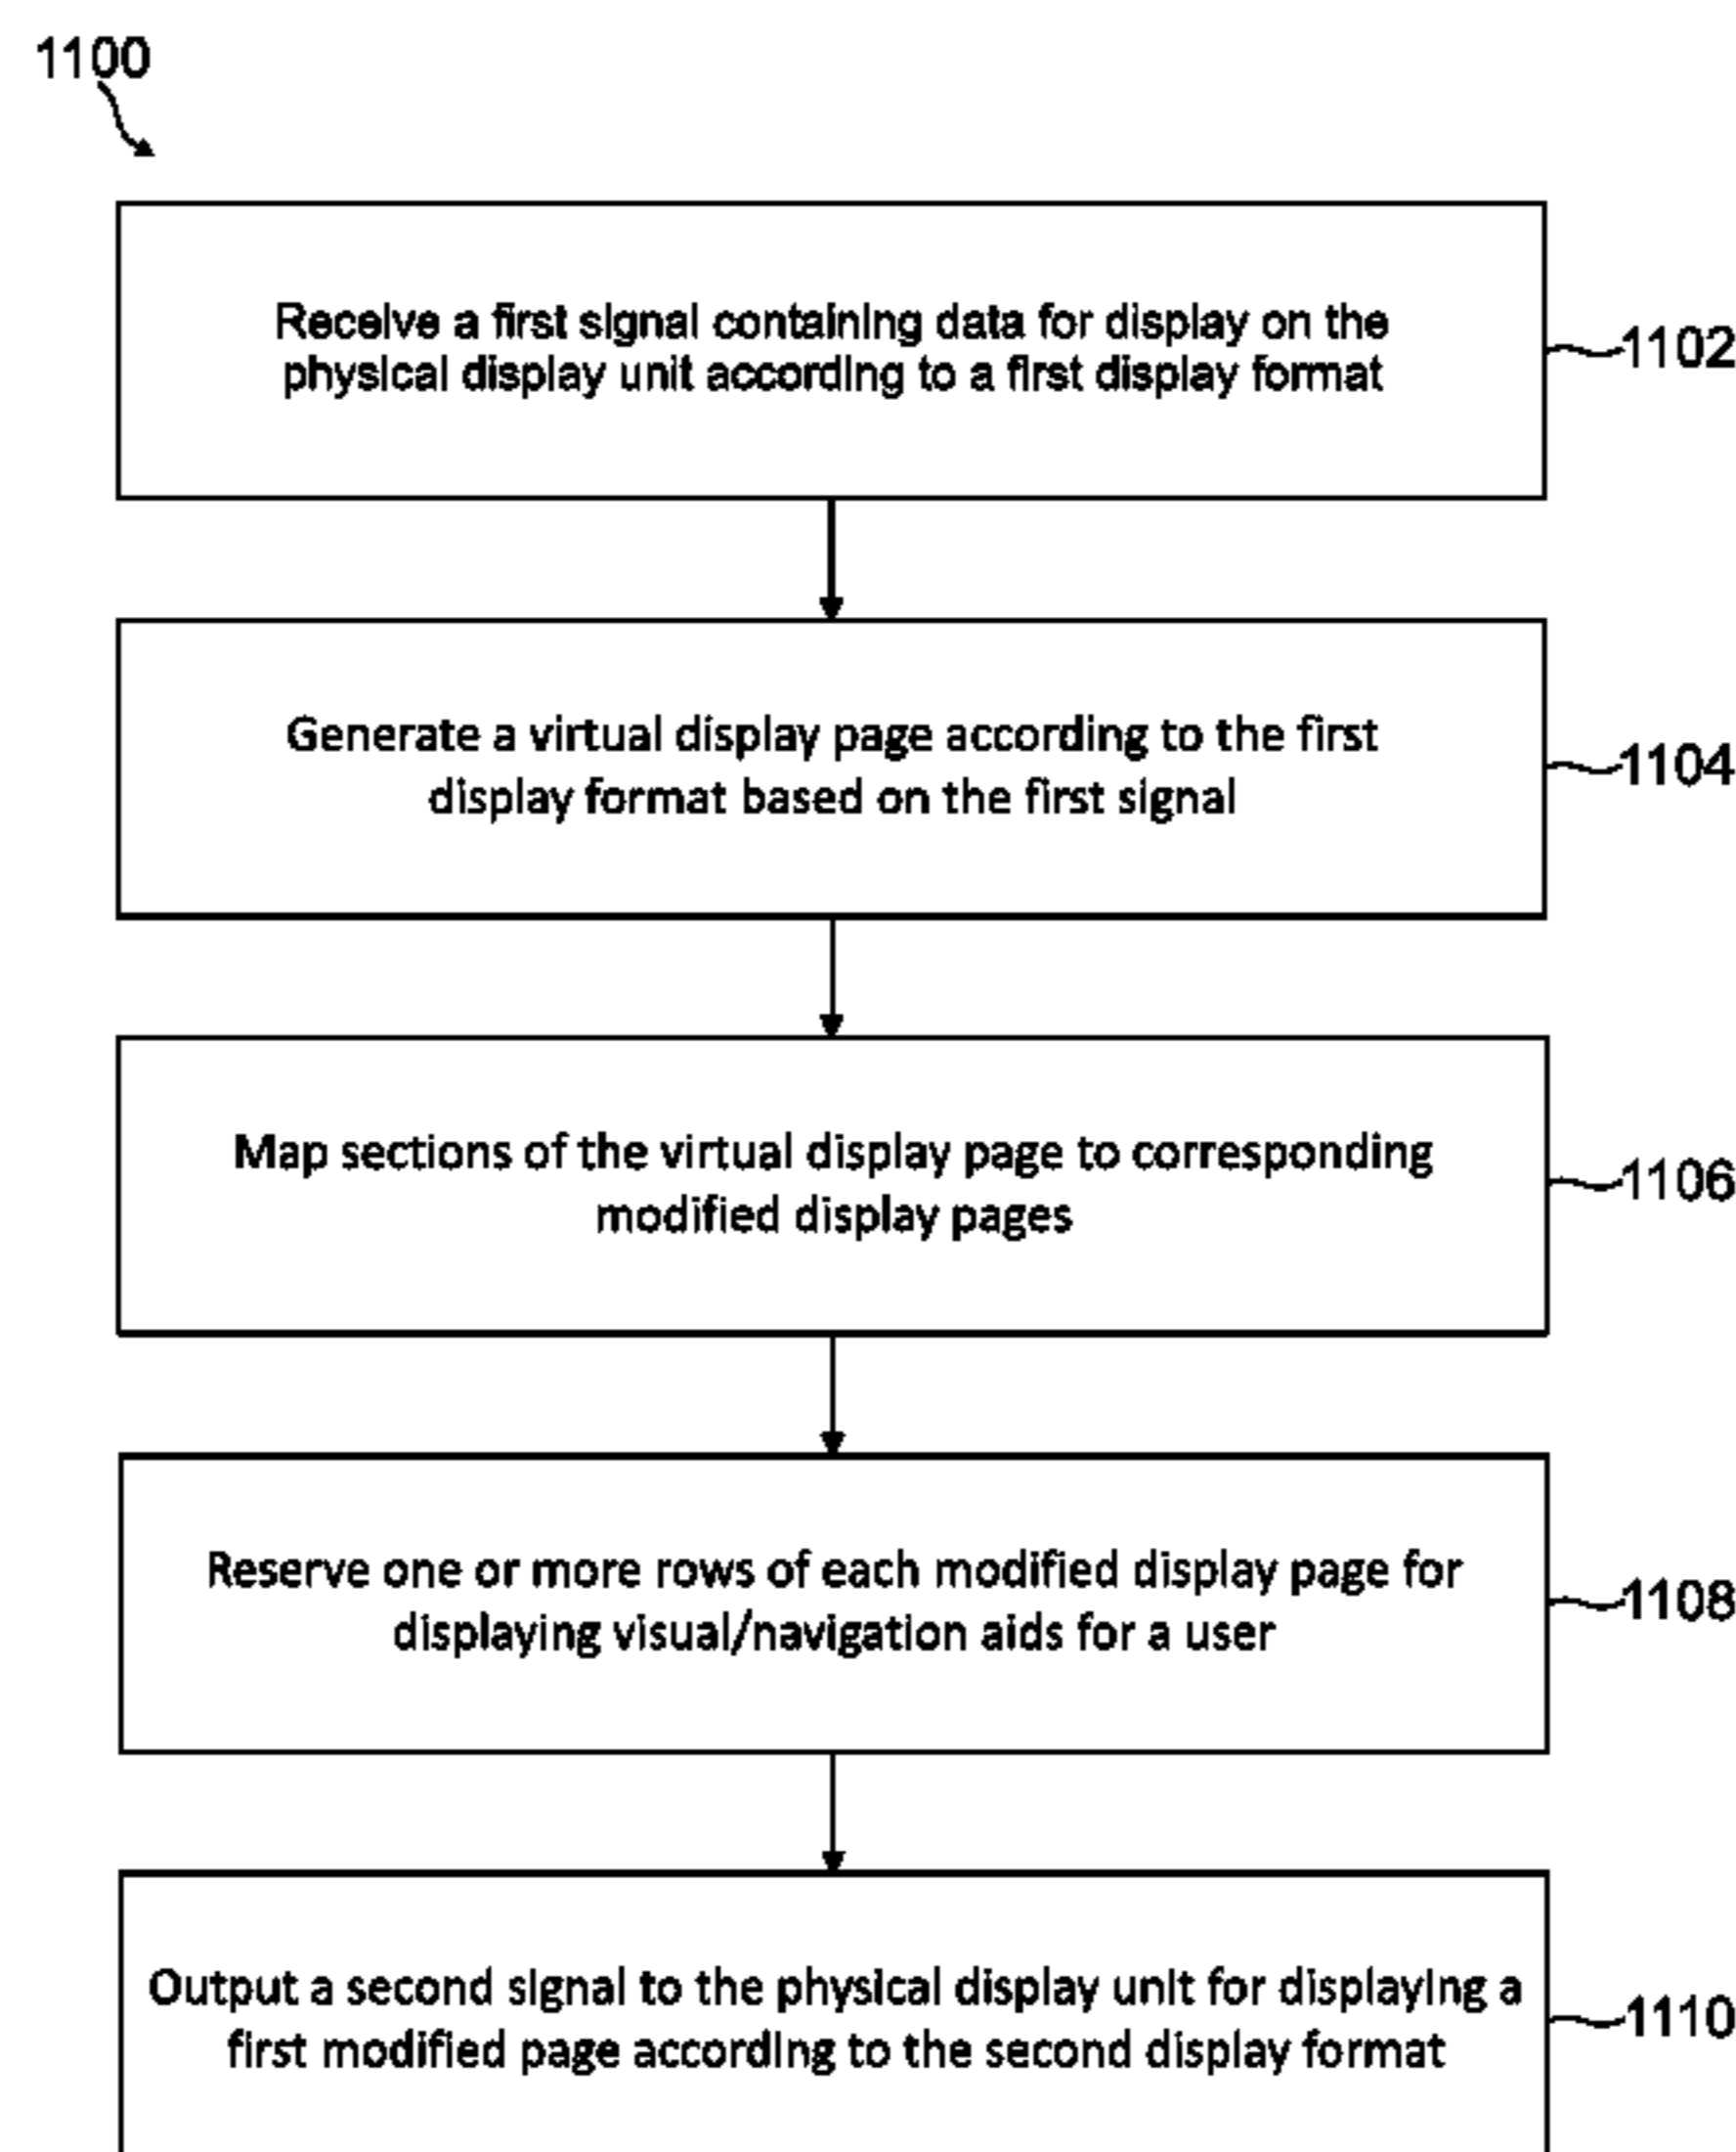 1100
Receive a first signal containing data for display on the
physical display unit according to a first display format
1102
Generate a virtual display page according to the first
display format based on the first signal
1104
Map sections of the virtual display page to corresponding
modified display pages
1106
Reserve one or more rows of each modified display page for
displaying visual/navigation aids for a user
1108
Output a second signal to the physical display unit for displaying a
first modified page according to the second display format
1110